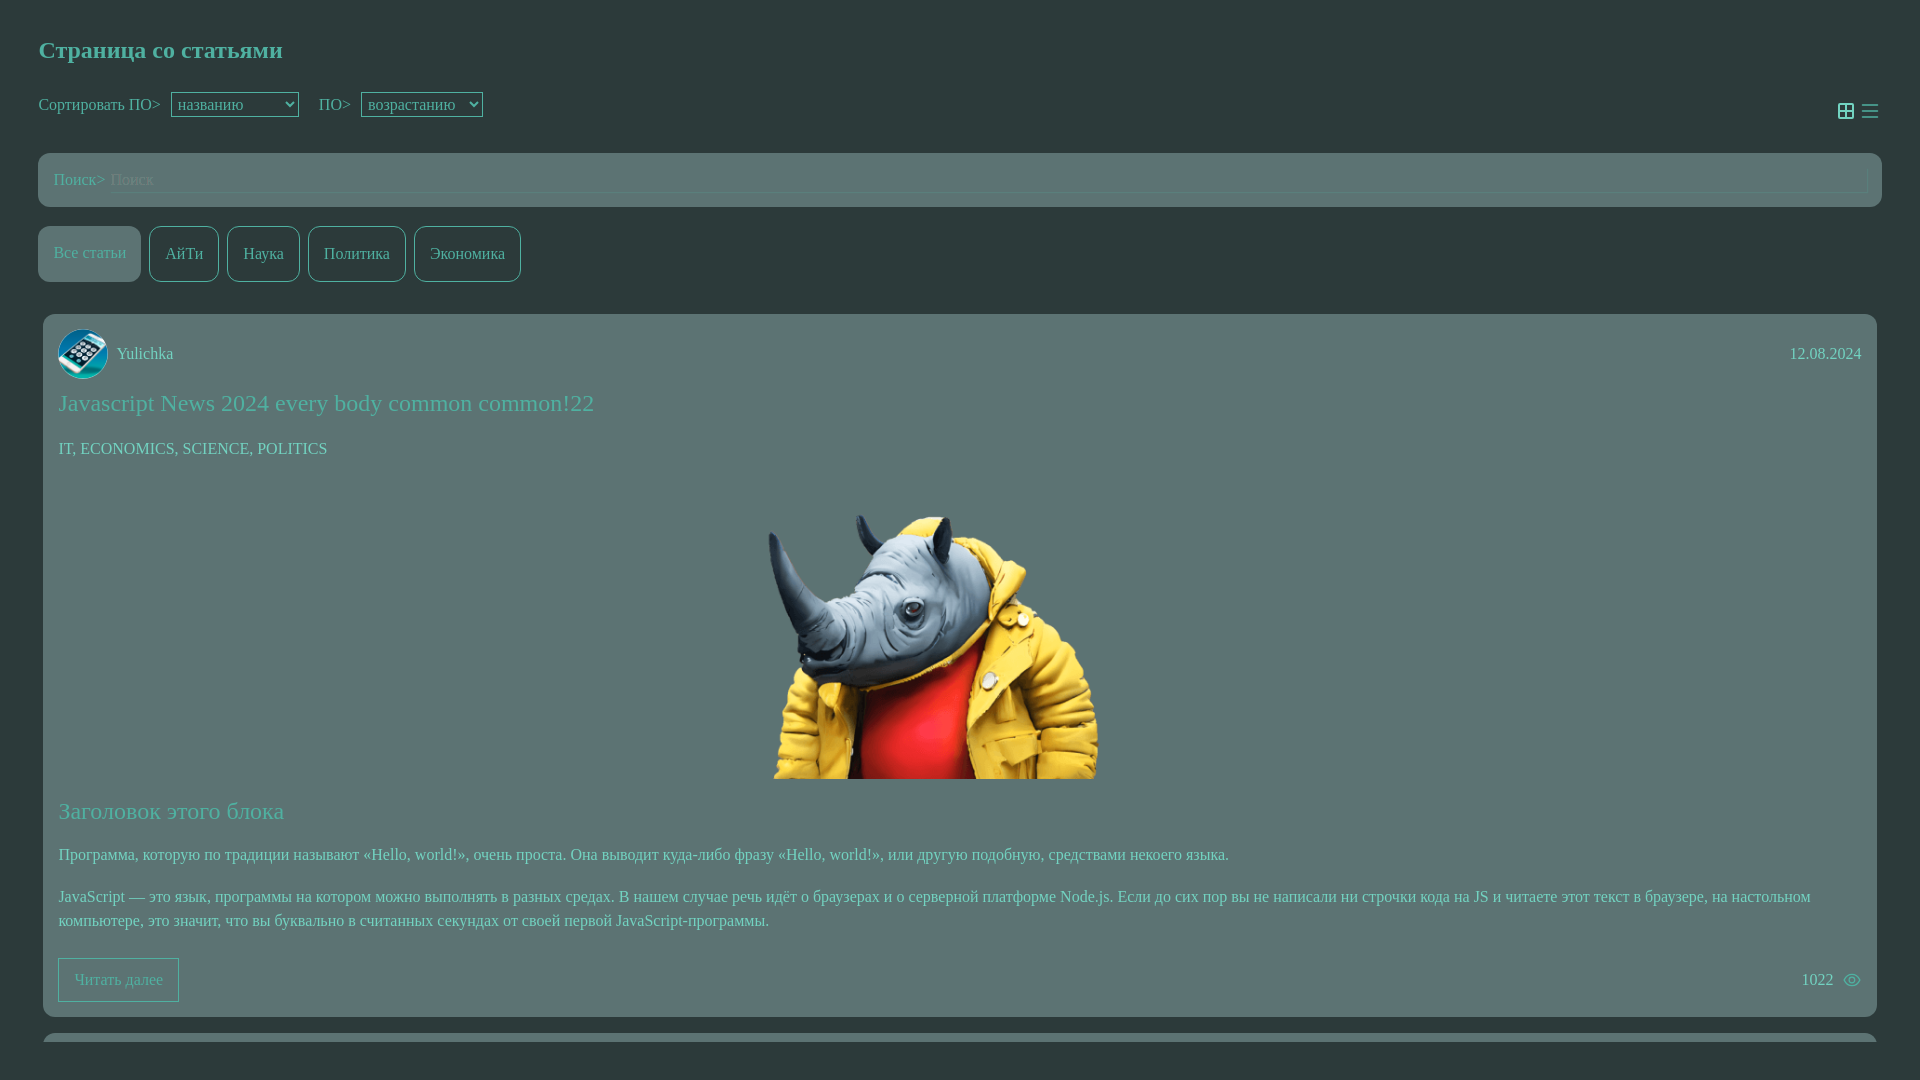 Страница со статьями
Сортировать ПО> названию ПО> возрастанию
Поиск> Поиск
Все статьи АйТи Наука Политика Экономика
Yulichka 12.08.2024
Javascript News 2024 every body common common!22
IT, ECONOMICS, SCIENCE, POLITICS
Заголовок этого блока
Программа, которую по традиции называют «Hello, world!», очень проста. Она выводит куда-либо фразу «Hello, world!», или другую подобную, средствами некоего языка.
JavaScript — это язык, программы на котором можно выполнять в разных средах. В нашем случае речь идёт о браузерах и о серверной платформе Node.js. Если до сих пор вы не написали ни строчки кода на JS и читаете этот текст в браузере, на настольном
компьютере, это значит, что вы буквально в считанных секундах от своей первой JavaScript-программы.
Читать далее 1022